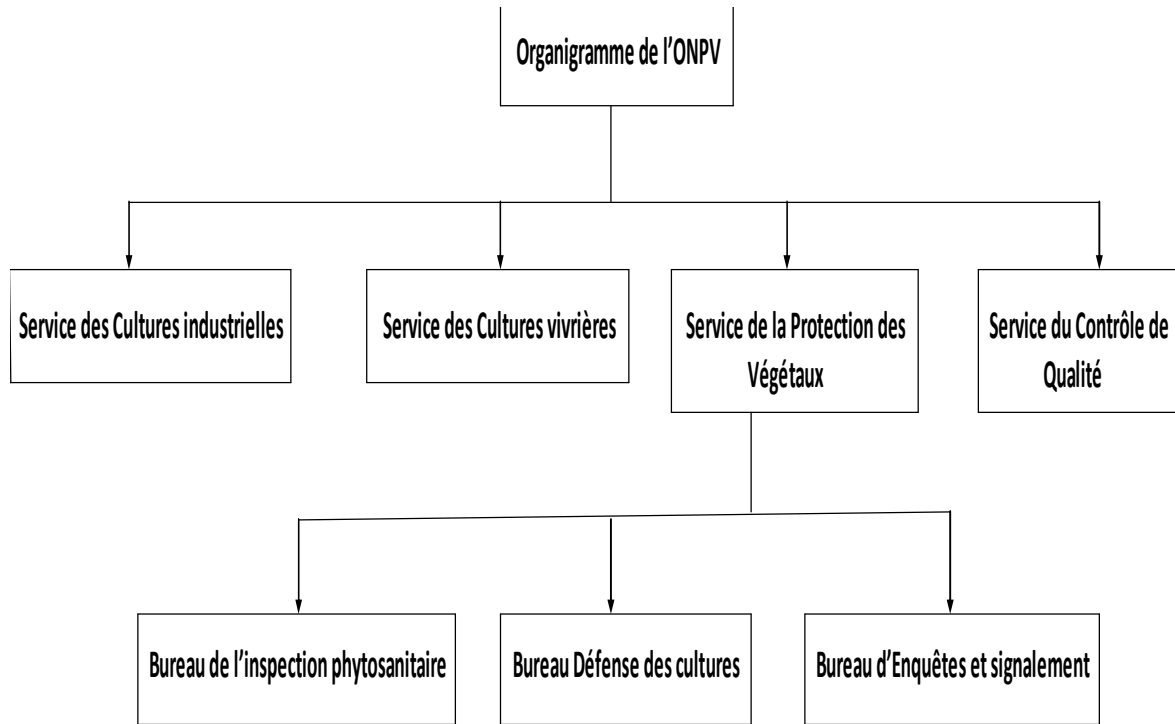 Organigramme de l’ONPV
Service des Cultures industrielles
Service des Cultures vivrières
Service de la Protection des
Végétaux
Service du Contrôle de
Qualité
Bureau de l’inspection phytosanitaire
Bureau Défense des cultures
Bureau d’Enquêtes et signalement